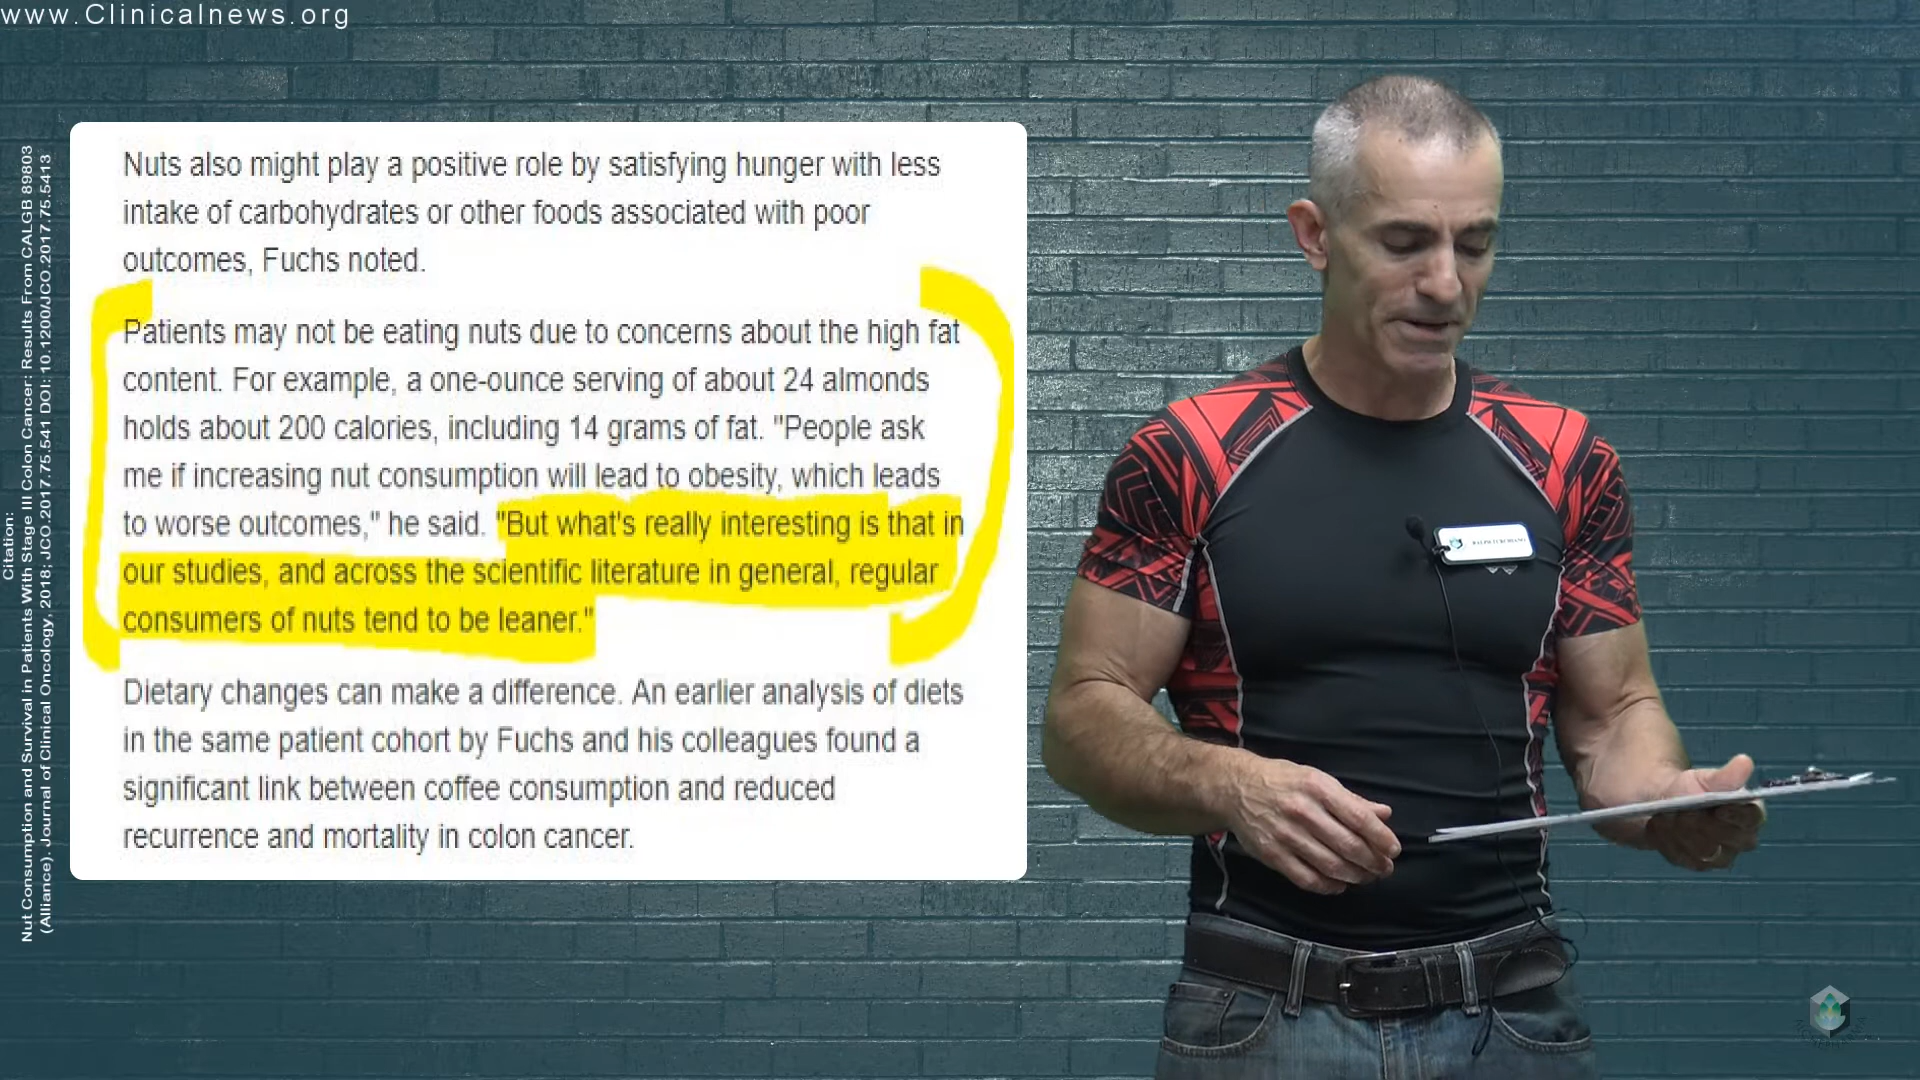 www.Clinicalnews.org
Citation:
Nut Consumption and Survival in Patients With Stage III Colon Cancer: Results From CALGB 89803
(Alliance). Journal of Clinical Oncology, 2018; JCO.2017.75.541 DOI: 10.1200/JCO.2017.75.5413
Nuts also might play a positive role by satisfying hunger with less
intake of carbohydrates or other foods associated with poor
outcomes, Fuchs noted.
Patients may not be eating nuts due to concerns about the high fat
content. For example, a one-ounce serving of about 24 almonds
holds about 200 calories, including 14 grams of fat. "People ask
me if increasing nut consumption will lead to obesity, which leads
to worse outcomes," he said. "But what's really interesting is that in
our studies, and across the scientific literature in general, regular
consumers of nuts tend to be leaner."
Dietary changes can make a difference. An earlier analysis of diets
in the same patient cohort by Fuchs and his colleagues found a
significant link between coffee consumption and reduced
recurrence and mortality in colon cancer.